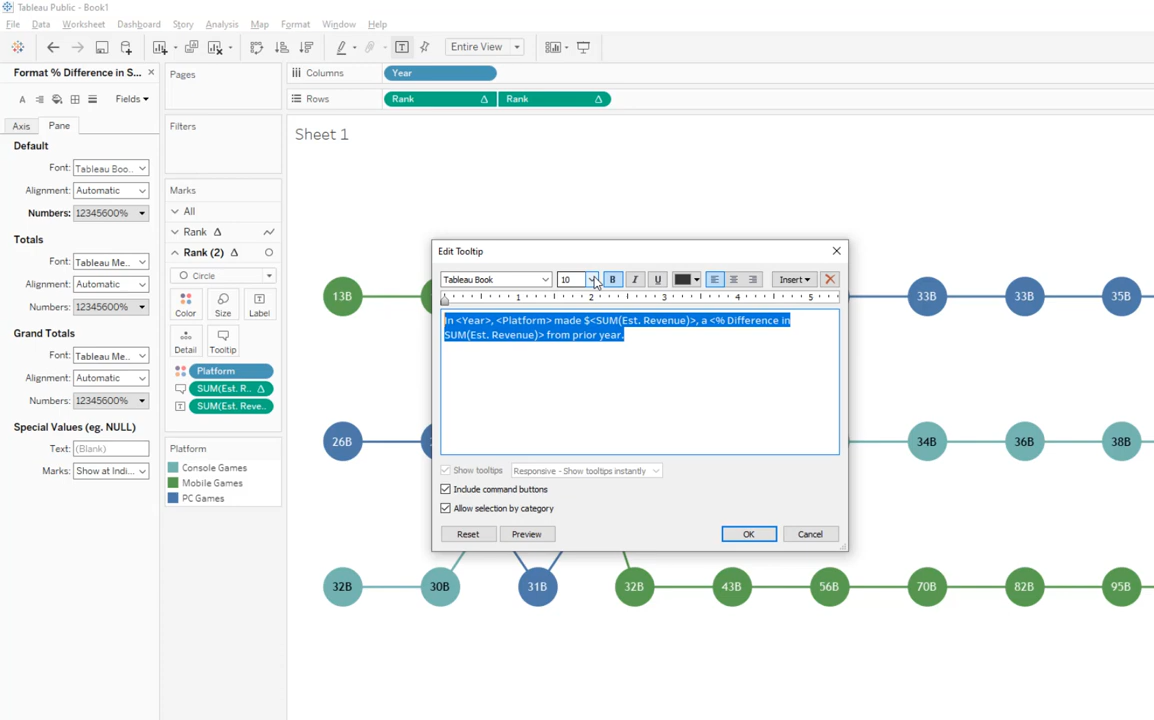 Tableau Public - Book1
File Data Worksheet Dashboard Story Analysis Map Format Window Help
Entire View
Format % Difference in S...
Fields
Axis Pane
Default
Font: Tableau Boo..
Alignment: Automatic
Numbers: 12345600%
Totals
Font: Tableau Me...
Alignment: Automatic
Numbers: 12345600%
Grand Totals
Font: Tableau Me...
Alignment: Automatic
Numbers: 12345600%
Special Values (eg. NULL)
Text: (Blank)
Marks: Show at Indi...
Pages
Filters
Marks
All
Rank
Rank (2)
Circle
Color Size Label
Detail Tooltip
Platform
SUM(Est. R..
SUM(Est. Reve..
Platform
Console Games
Mobile Games
PC Games
Columns Year
Rows Rank Rank
Sheet 1
13B 33B 33B 35B
26B 34B 36B 38B
32B 30B 31B 32B 43B 56B 70B 82B 95B
Edit Tooltip
Tableau Book 10 B I U Insert
1 2 3 4 5
In <Year>, <Platform> made $<SUM(Est. Revenue)>, a <% Difference in
SUM(Est. Revenue)> from prior year.
Show tooltips Responsive - Show tooltips instantly
Include command buttons
Allow selection by category
Reset Preview OK Cancel